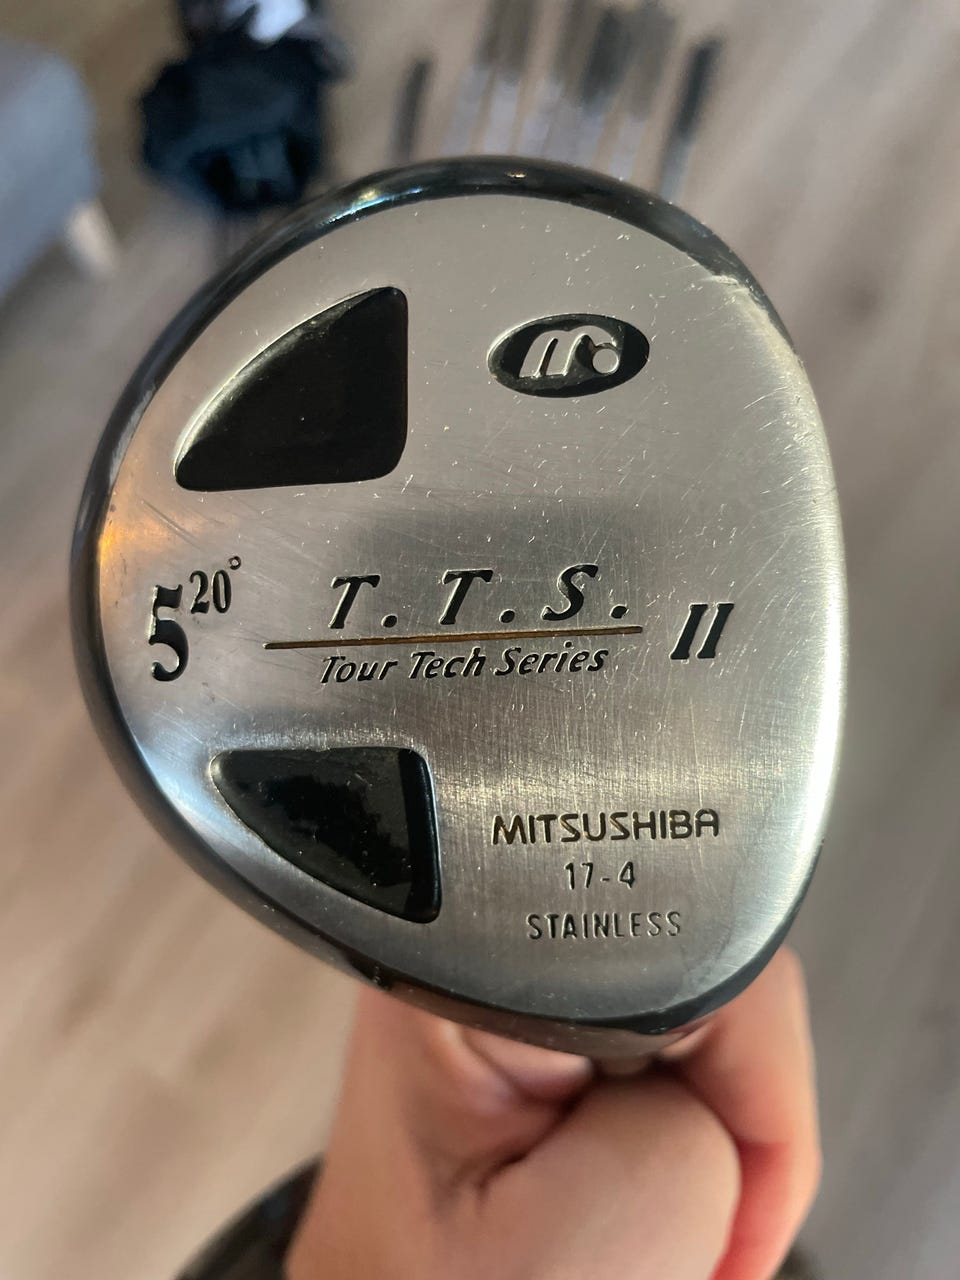 5 20°
T. T. S. II
Tour Tech Series
MITSUSHIBA
17-4
STAINLESS